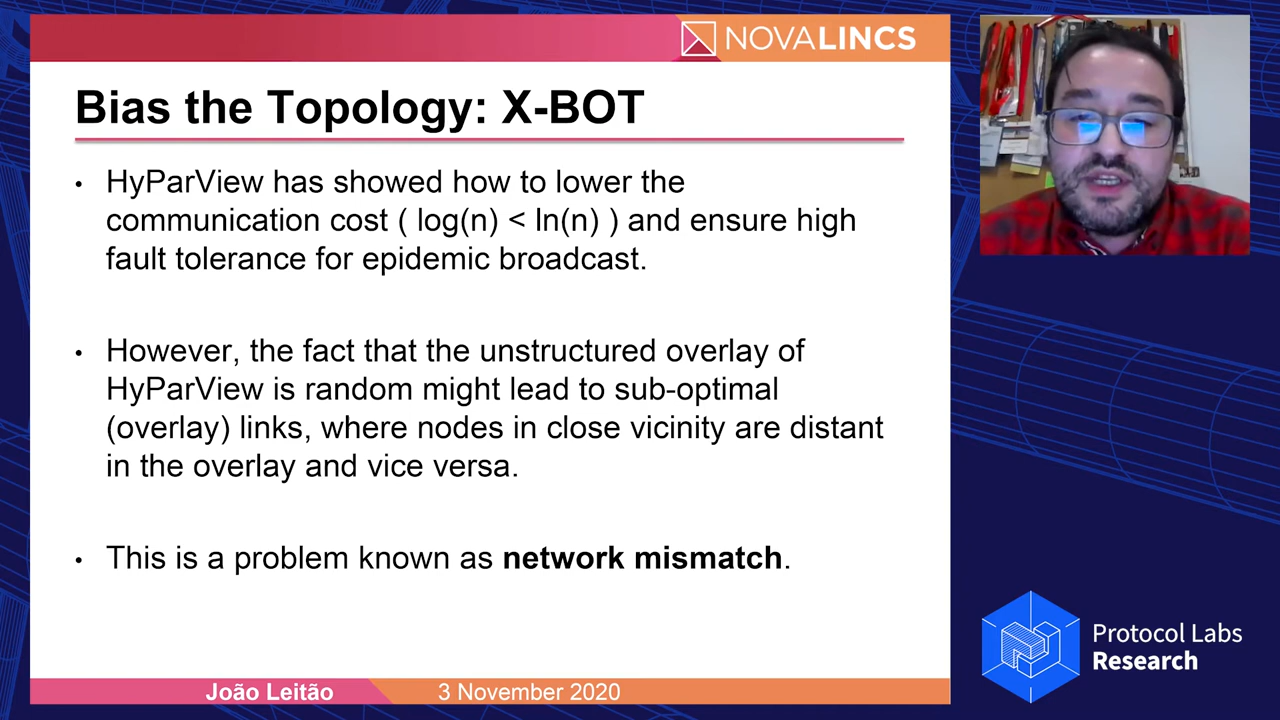 NOVALINCS
Bias the Topology: X-BOT
• HyParView has showed how to lower the
communication cost ( log(n) < ln(n) ) and ensure high
fault tolerance for epidemic broadcast.
• However, the fact that the unstructured overlay of
HyParView is random might lead to sub-optimal
(overlay) links, where nodes in close vicinity are distant
in the overlay and vice versa.
• This is a problem known as network mismatch.
João Leitão
3 November 2020
Protocol Labs
Research